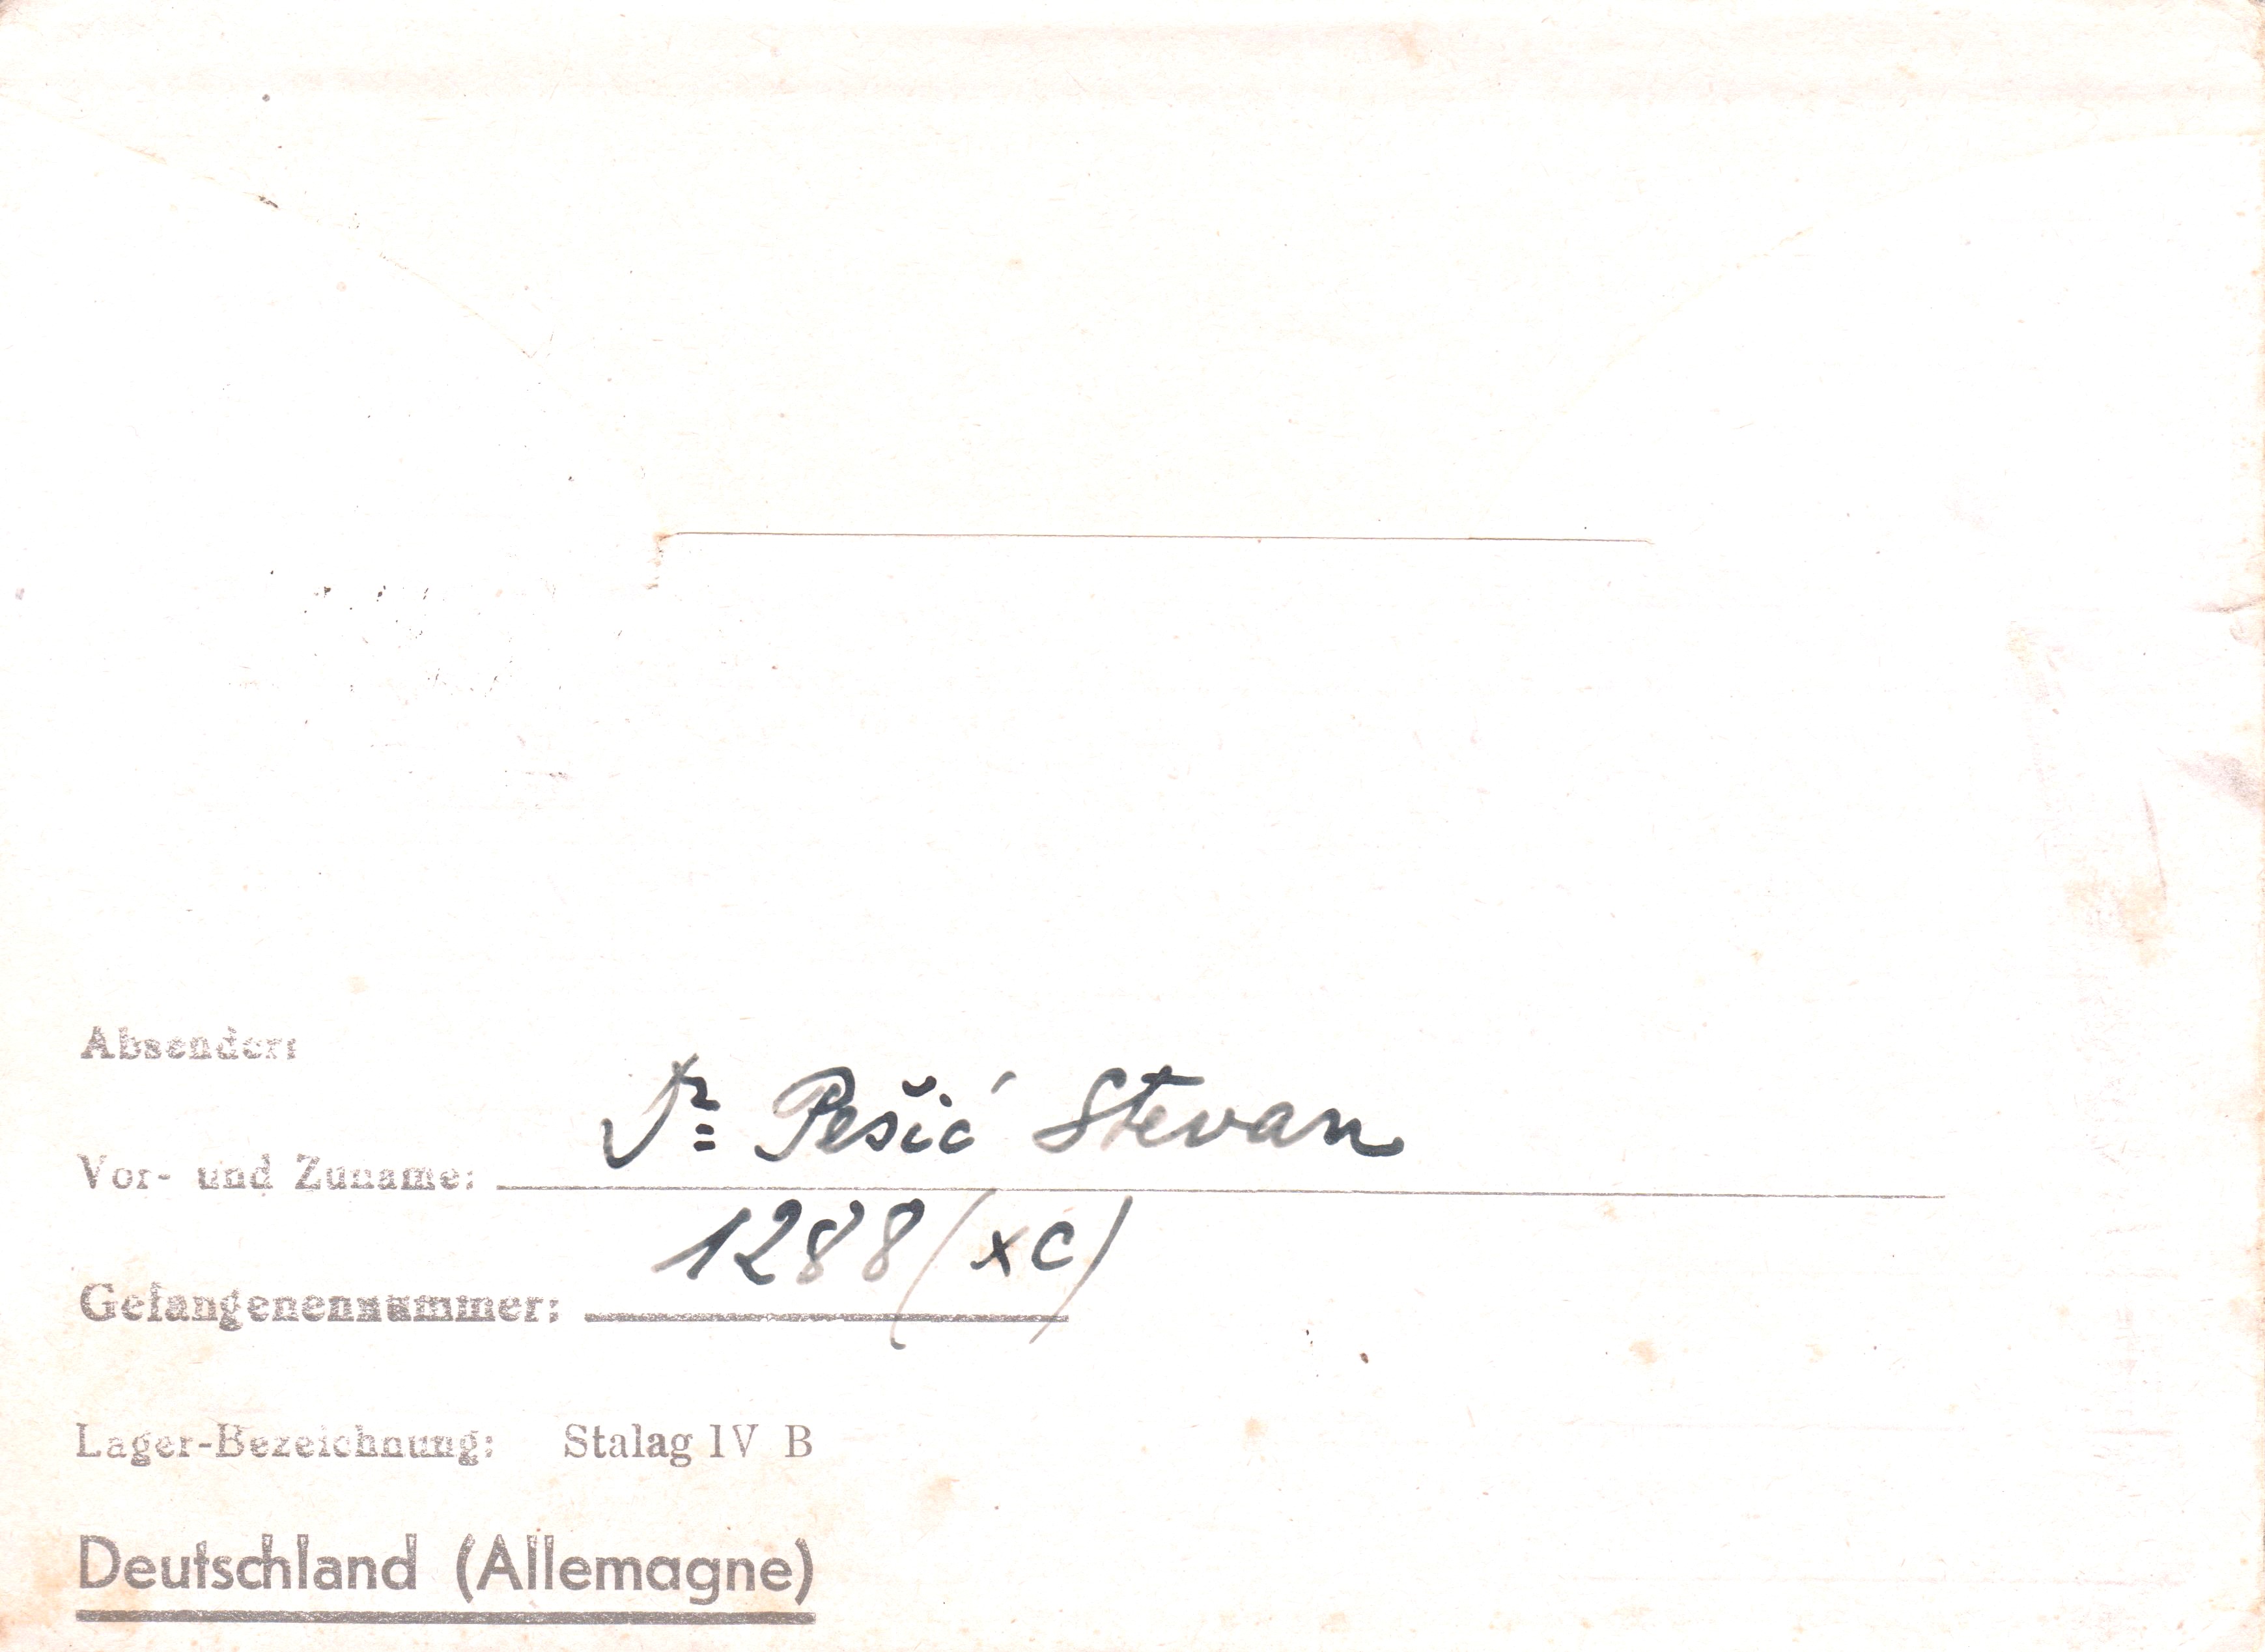 Absender:
Dr Pešić Stevan
Vor- und Zuname:
1288 (XC)
Gefangenennummer:
Lager-Bezeichnung: Stalag IV B
Deutschland (Allemagne)